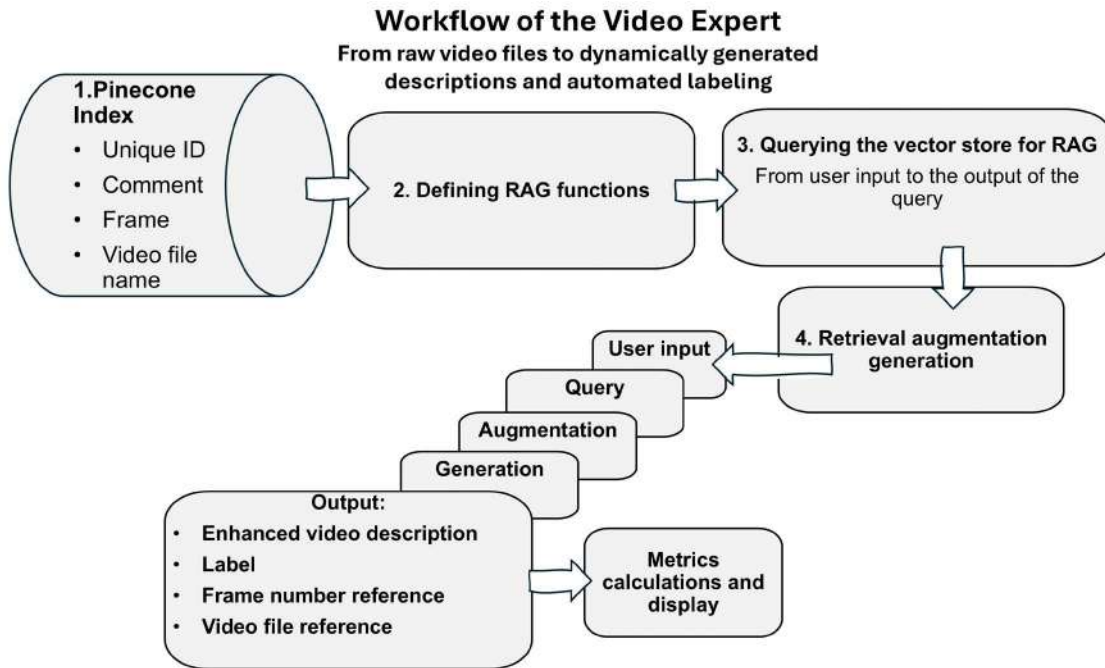 Workflow of the Video Expert
From raw video files to dynamically generated
descriptions and automated labeling
1.Pinecone
Index
• Unique ID
• Comment
• Frame
• Video file
name
2. Defining RAG functions
3. Querying the vector store for RAG
From user input to the output of the
query
4. Retrieval augmentation
generation
User input
Query
Augmentation
Generation
Output:
• Enhanced video description
• Label
• Frame number reference
• Video file reference
Metrics
calculations and
display